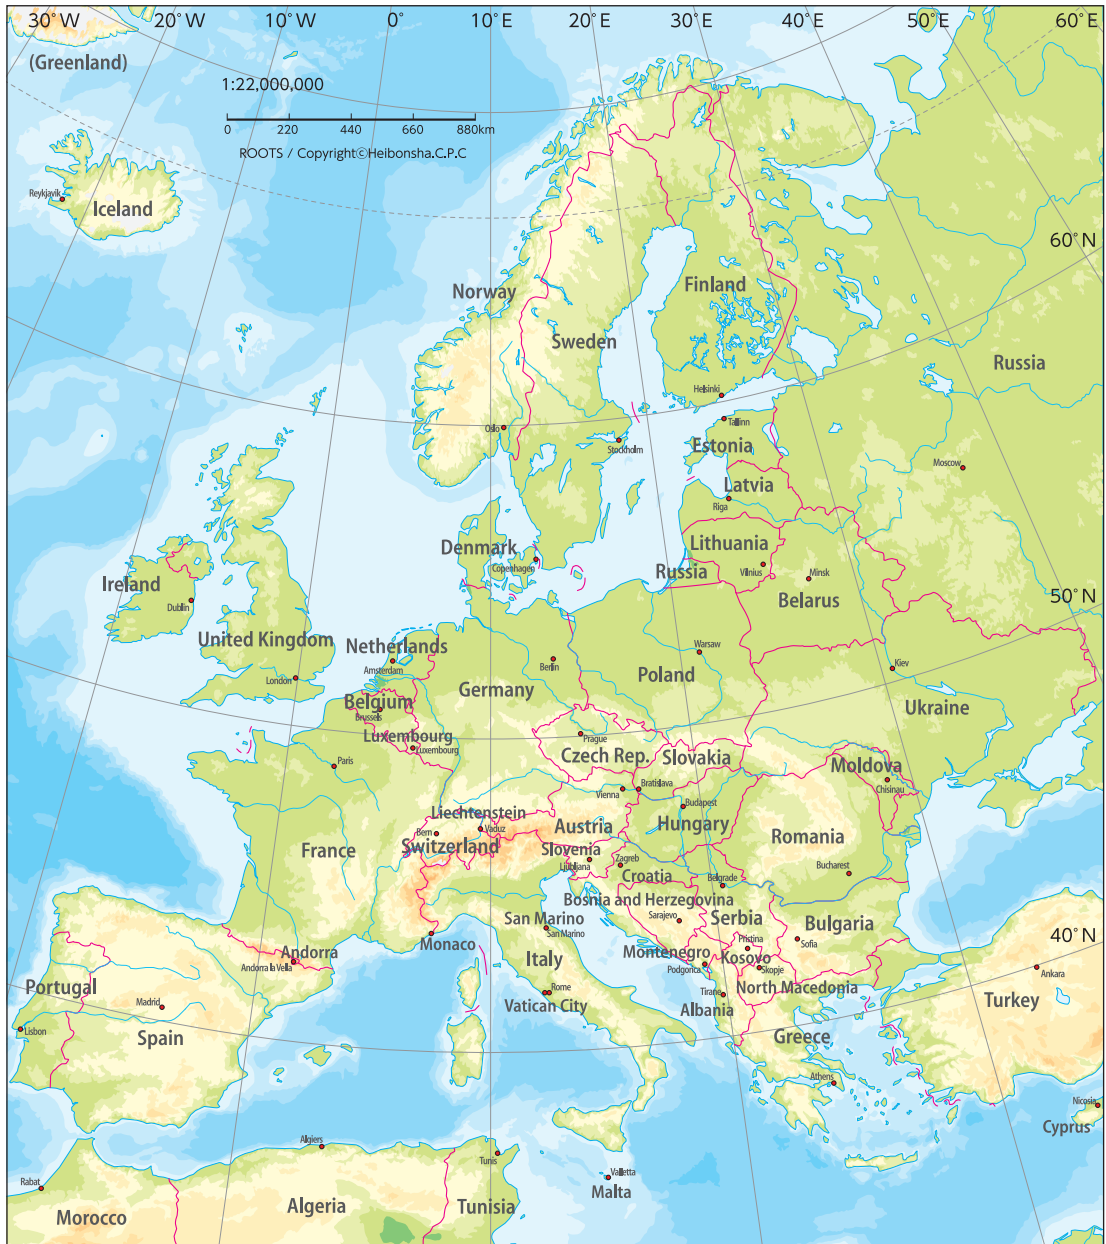 30°W 20°W 10°W 0° 10°E 20°E 30°E 40°E 50°E 60°E
(Greenland)
1:22,000,000
0 220 440 660 880km
ROOTS / Copyright©Heibonsha.C.P.C
Reykjavik
Iceland
60°N
Norway
Finland
Sweden
Russia
Helsinki
Oslo
Tallinn
Stockholm
Estonia
Moscow
Latvia
Riga
Denmark
Lithuania
Copenhagen
Russia
Vilnius
Minsk
Ireland
Belarus
50°N
Dublin
United Kingdom
Netherlands
Amsterdam
Warsaw
Berlin
Kiev
London
Germany
Poland
Belgium
Brussels
Ukraine
Luxembourg
Luxembourg
Prague
Czech Rep.
Slovakia
Paris
Moldova
Chisinau
Vienna
Bratislava
Liechtenstein
Budapest
Bern
Vaduz
Austria
Hungary
Romania
Switzerland
France
Slovenia
Ljubljana
Zagreb
Croatia
Bucharest
Belgrade
Bosnia and Herzegovina
Sarajevo
San Marino
San Marino
Serbia
Bulgaria
40°N
Monaco
Pristina
Sofia
Andorra
Andorra la Vella
Italy
Montenegro
Kosovo
Podgorica
Skopje
Ankara
Portugal
Rome
North Macedonia
Madrid
Vatican City
Tirane
Albania
Turkey
Lisbon
Spain
Greece
Athens
Nicosia
Cyprus
Algiers
Tunis
Valletta
Malta
Rabat
Morocco
Algeria
Tunisia